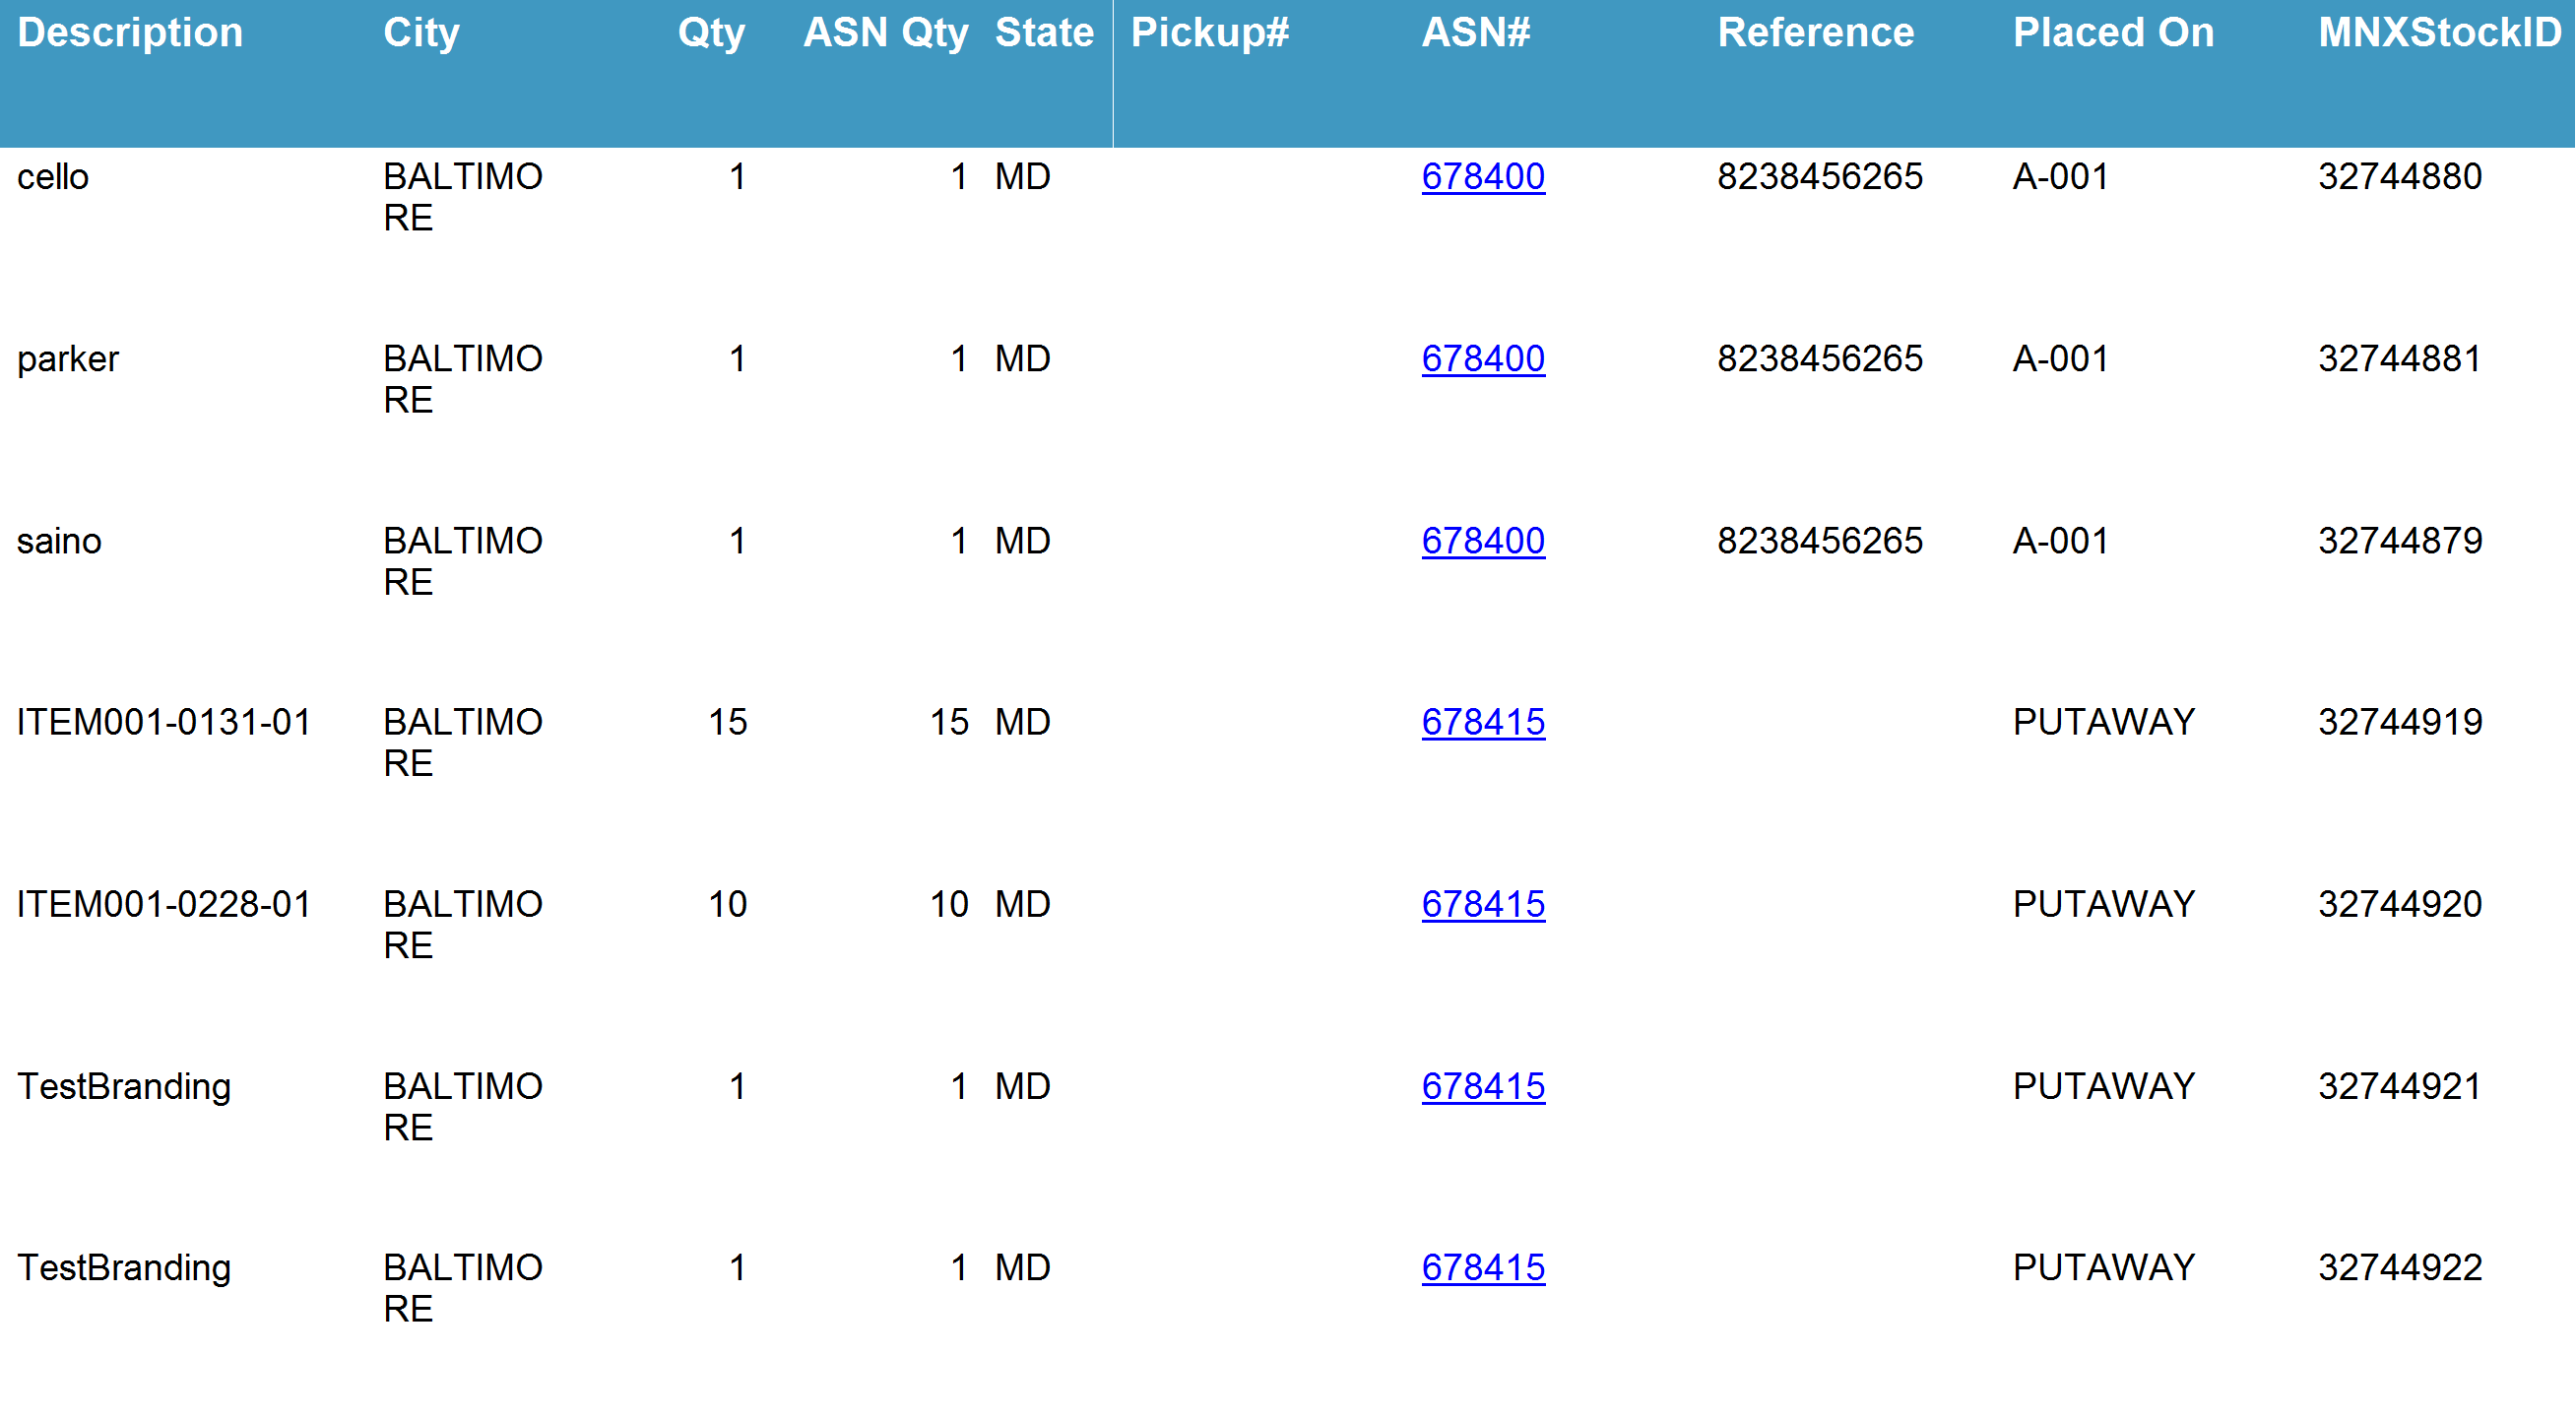 Description City Qty ASN Qty State Pickup# ASN# Reference Placed On MNXStockID
cello BALTIMO 1 1 MD 678400 8238456265 A-001 32744880
RE
parker BALTIMO 1 1 MD 678400 8238456265 A-001 32744881
RE
saino BALTIMO 1 1 MD 678400 8238456265 A-001 32744879
RE
ITEM001-0131-01 BALTIMO 15 15 MD 678415 PUTAWAY 32744919
RE
ITEM001-0228-01 BALTIMO 10 10 MD 678415 PUTAWAY 32744920
RE
TestBranding BALTIMO 1 1 MD 678415 PUTAWAY 32744921
RE
TestBranding BALTIMO 1 1 MD 678415 PUTAWAY 32744922
RE